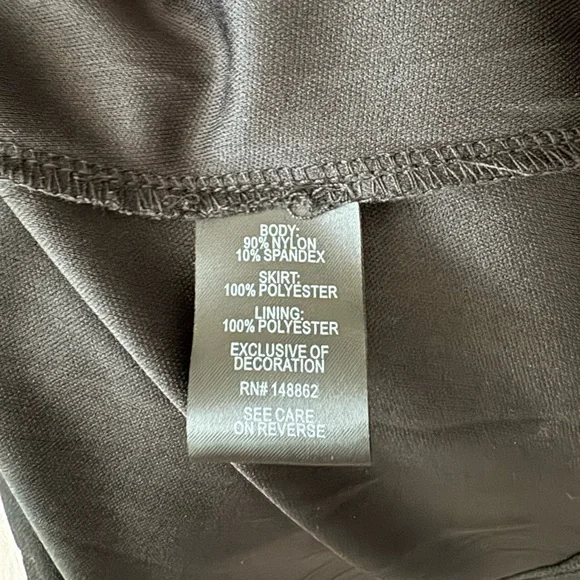 BODY:
90% NYLON
10% SPANDEX
SKIRT:
100% POLYESTER
LINING:
100% POLYESTER
EXCLUSIVE OF
DECORATION
RN# 148862
SEE CARE
ON REVERSE